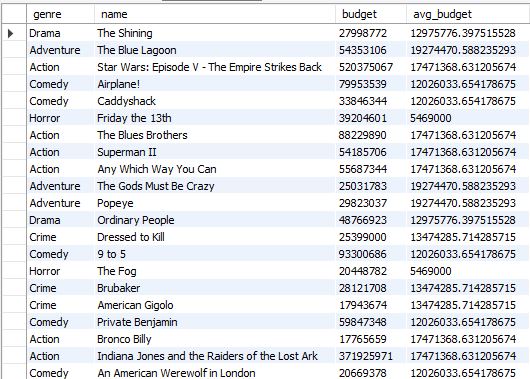 genre name budget avg_budget
Drama The Shining 27998772 12975776.397515528
Adventure The Blue Lagoon 54353106 19274470.588235293
Action Star Wars: Episode V - The Empire Strikes Back 520375067 17471368.631205674
Comedy Airplane! 79953539 12026033.654178675
Comedy Caddyshack 33846344 12026033.654178675
Horror Friday the 13th 39204601 5469000
Action The Blues Brothers 88229890 17471368.631205674
Action Superman II 54185706 17471368.631205674
Action Any Which Way You Can 55687344 17471368.631205674
Adventure The Gods Must Be Crazy 25031783 19274470.588235293
Adventure Popeye 29823037 19274470.588235293
Drama Ordinary People 48766923 12975776.397515528
Crime Dressed to Kill 25399000 13474285.714285715
Comedy 9 to 5 93300686 12026033.654178675
Horror The Fog 20448782 5469000
Crime Brubaker 28121708 13474285.714285715
Crime American Gigolo 17943674 13474285.714285715
Comedy Private Benjamin 59847348 12026033.654178675
Action Bronco Billy 17765659 17471368.631205674
Action Indiana Jones and the Raiders of the Lost Ark 371925971 17471368.631205674
Comedy An American Werewolf in London 20669378 12026033.654178675